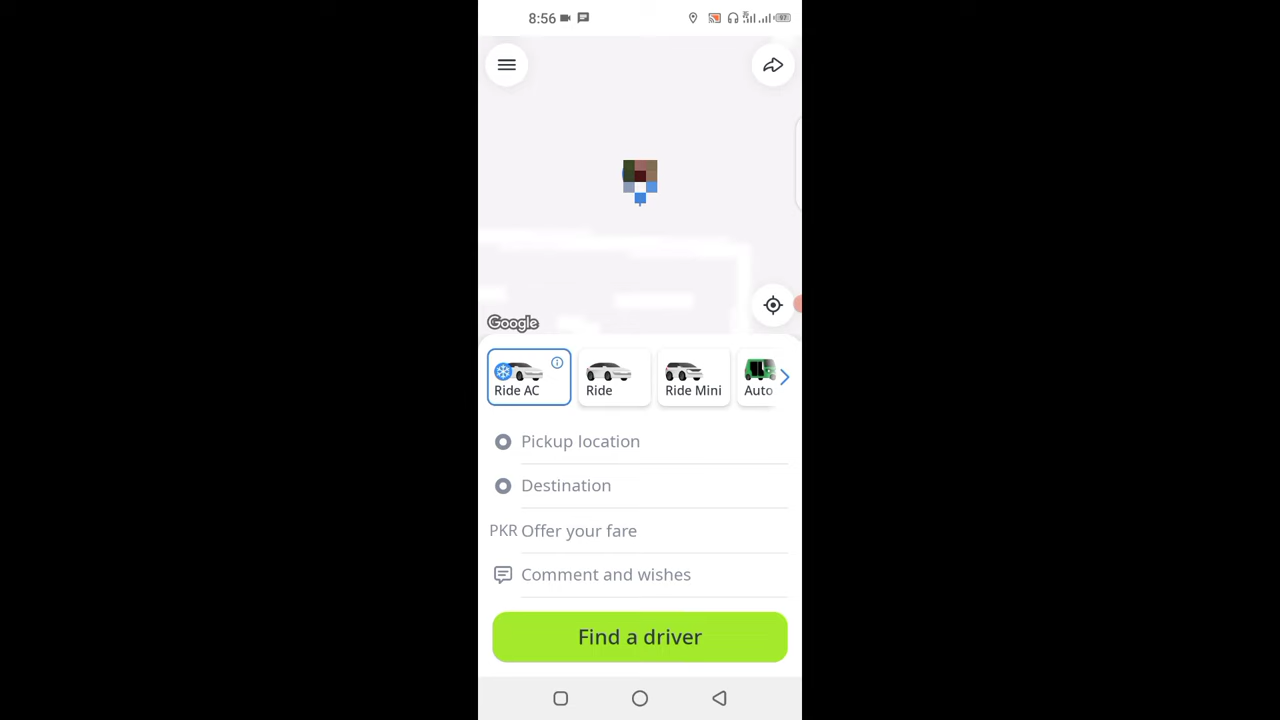 8:56
97
Google
Ride AC
Ride
Ride Mini
Auto
Pickup location
Destination
PKR Offer your fare
Comment and wishes
Find a driver